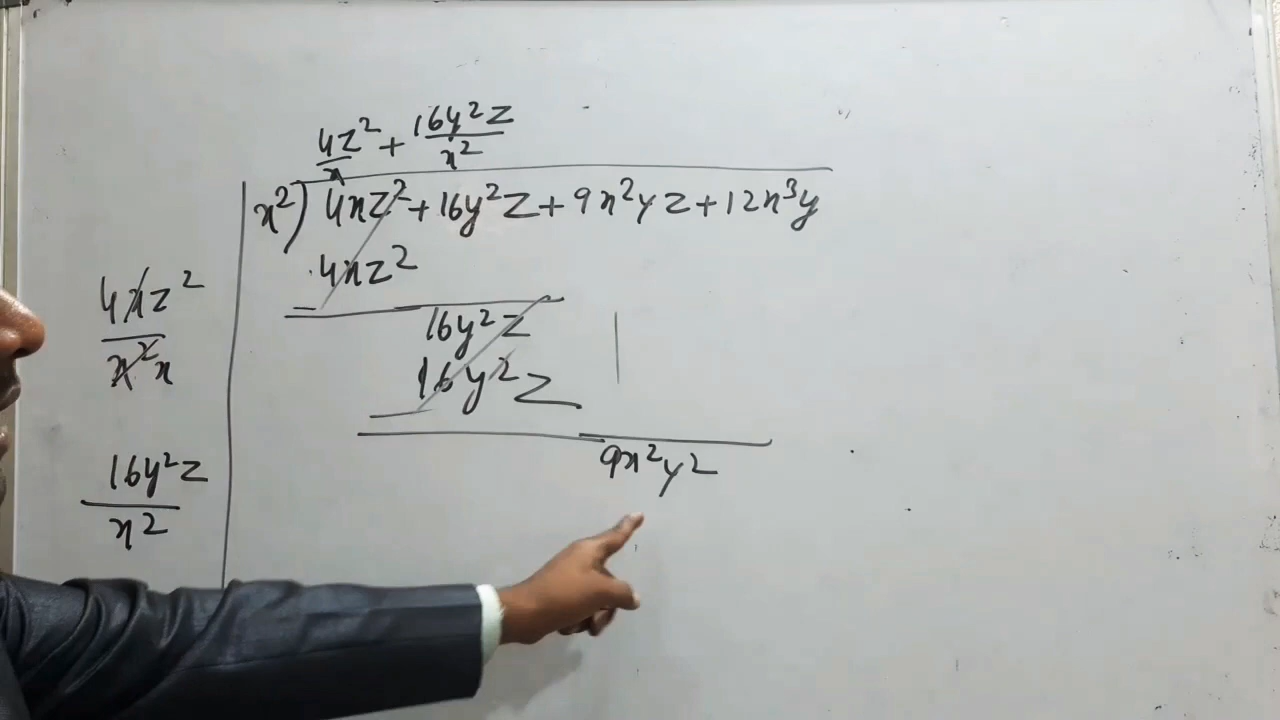 4z²/x + 16y²z/x²
x²) 4xz² + 16y²z + 9x²yz + 12x³y
4xz²
4xz²/x²x
16y²z
16y²z
9x²yz
16y²z/x²